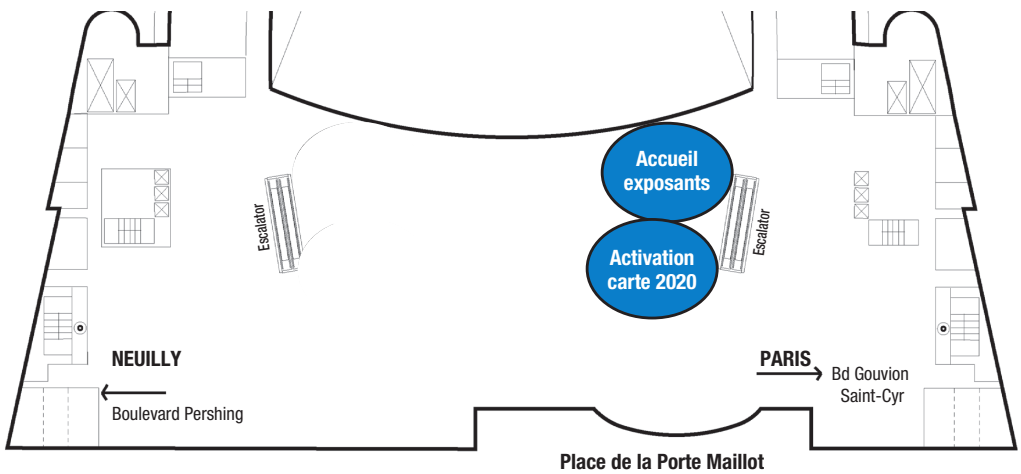 Accueil
exposants
Escalator
Escalator
Activation
carte 2020
NEUILLY
Boulevard Pershing
PARIS
Bd Gouvion
Saint-Cyr
Place de la Porte Maillot